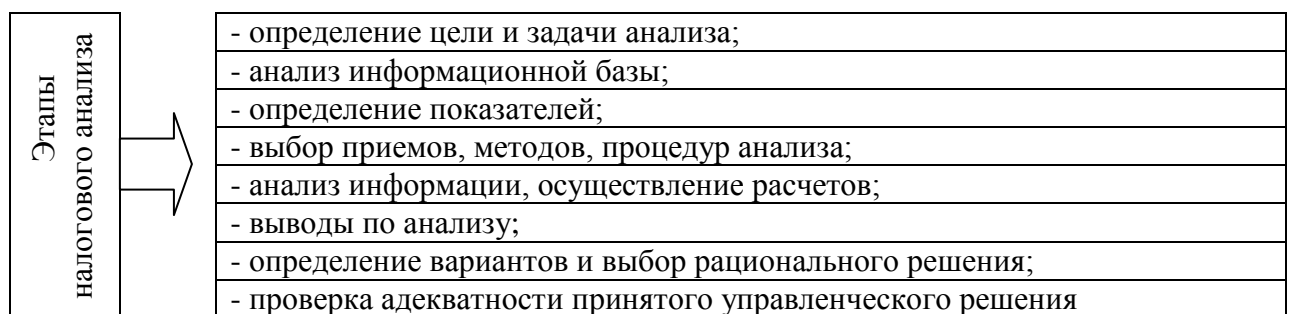 Этапы
налогового анализа
- определение цели и задачи анализа;
- анализ информационной базы;
- определение показателей;
- выбор приемов, методов, процедур анализа;
- анализ информации, осуществление расчетов;
- выводы по анализу;
- определение вариантов и выбор рационального решения;
- проверка адекватности принятого управленческого решения